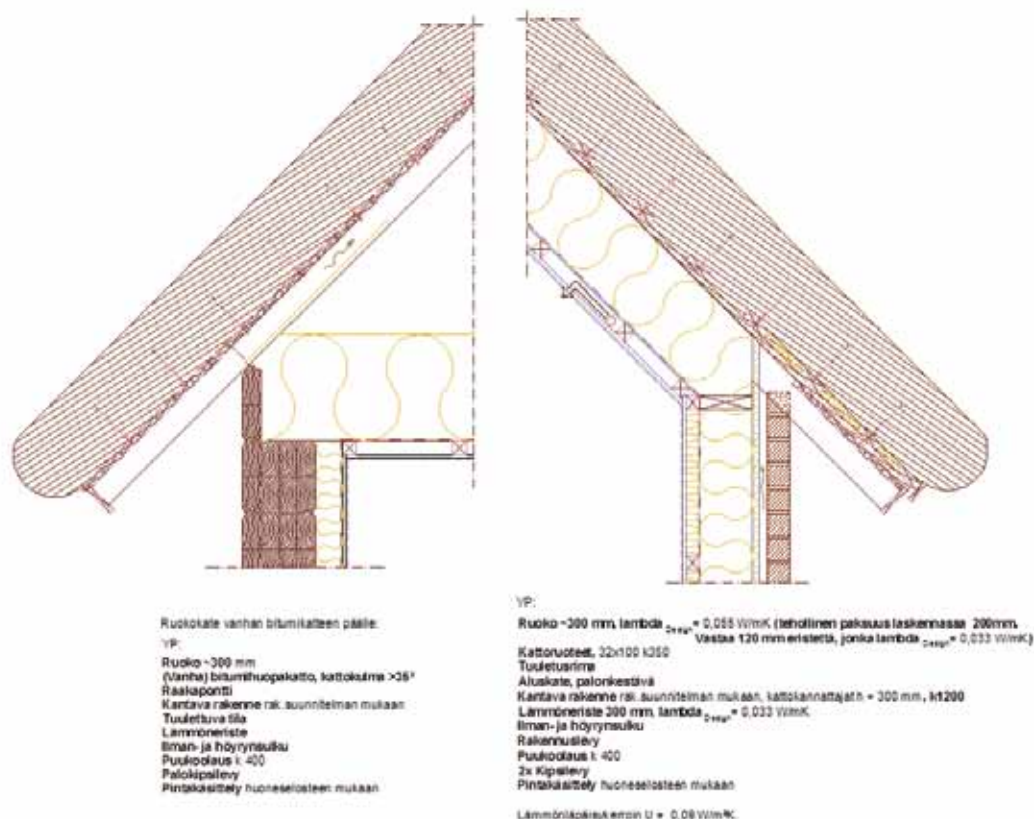 Ruokokate vanhan bitumikatteen päälle:
YP:
Ruoko ~300 mm
(Vanha) bitumihuopakatto, kattokulma >35°
Raakapontti
Kantava rakenne rak.suunnitelman mukaan
Tuulettuva tila
Lämmöneriste
Ilman- ja höyrynsulku
Puukoolaus k 400
Palokipsilevy
Pintakäsittely huoneselosteen mukaan
YP:
Ruoko ~300 mm, lambda Design = 0,055 W/mK (tehollinen paksuus laskennassa 200mm.
Vastaa 120 mm eristettä, jonka lambda Design = 0,033 W/mK)
Kattoruoteet, 32x100 k350
Tuuletusrima
Aluskate, palonkestävä
Kantava rakenne rak.suunnitelman mukaan, kattokannattajat h = 300 mm, k1200
Lämmöneriste 300 mm, lambda Design = 0,033 W/mK
Ilman- ja höyrynsulku
Rakennuslevy
Puukoolaus k 400
2x Kipsilevy
Pintakäsittely huoneselosteen mukaan
Lämmönläpäisykerroin U = 0,09 W/m²K